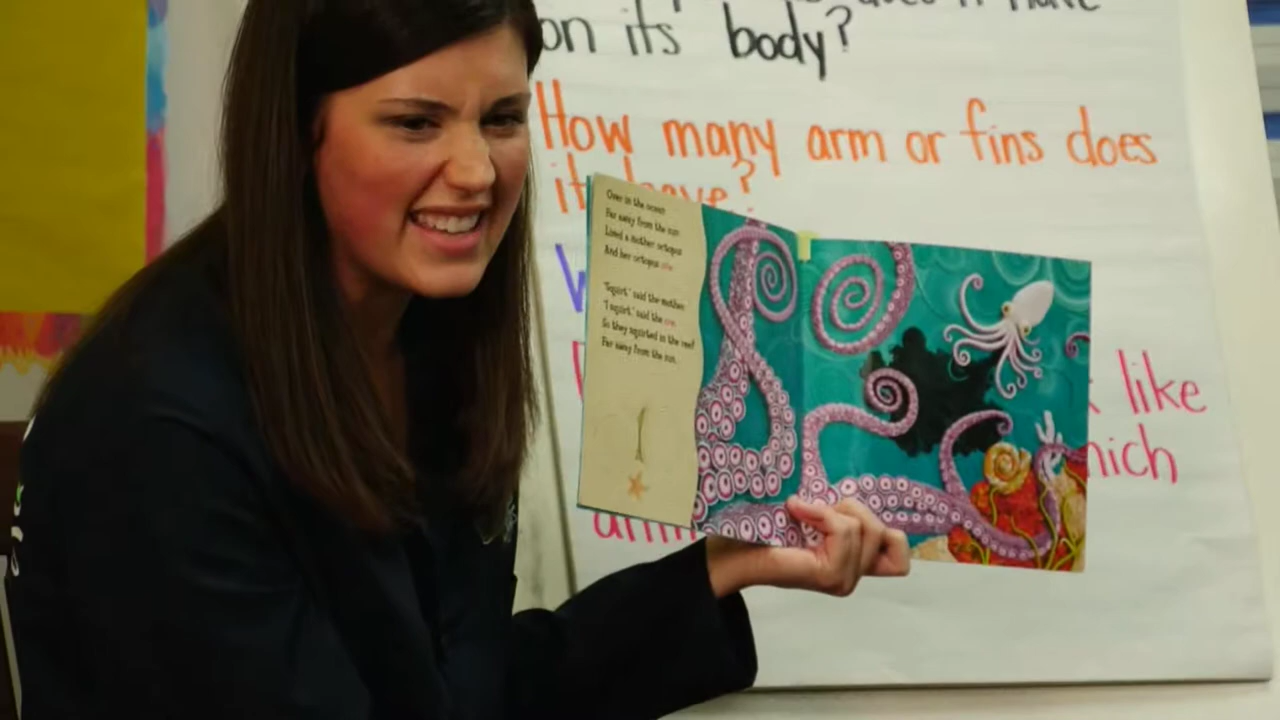 on its body?
How many arm or fins does
it have?
like
Over in the ocean
Far away from the sun
Lived a mother octopus
And her octopus one
"Squirt," said the mother
"I squirt," said the one
So they squirted in the reef
Far away from the sun.